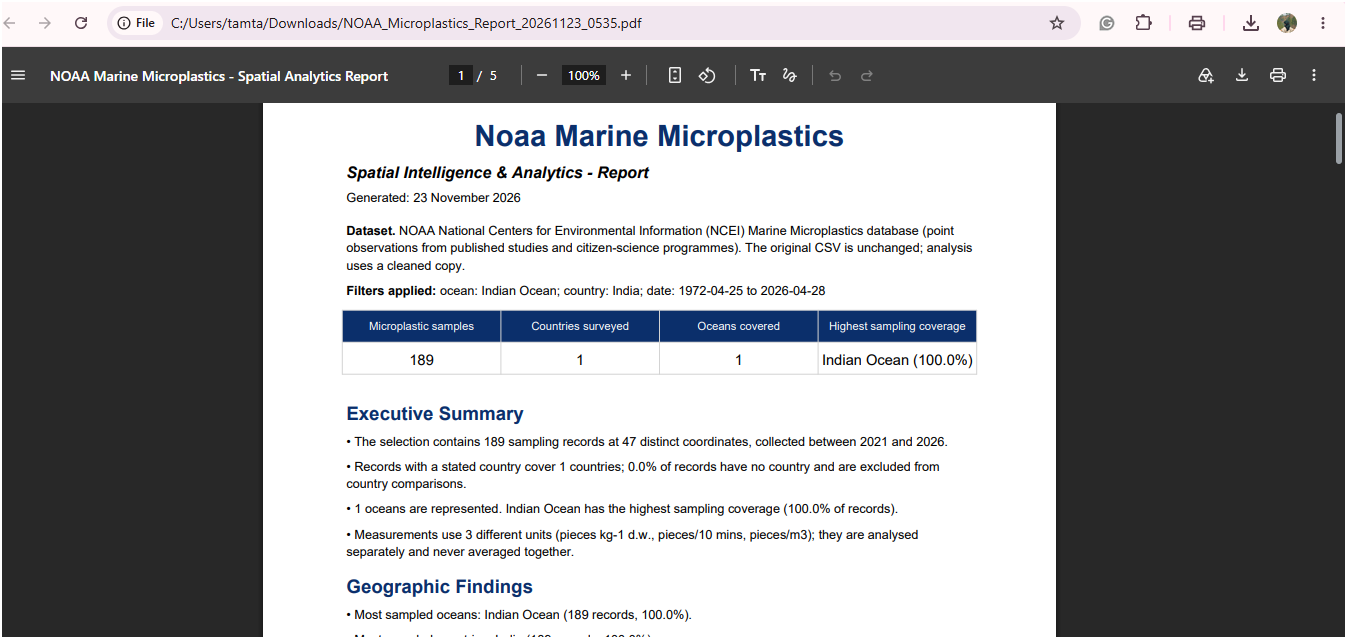 File C:/Users/tamta/Downloads/NOAA_Microplastics_Report_20261123_0535.pdf
NOAA Marine Microplastics - Spatial Analytics Report 1 / 5 100%
Noaa Marine Microplastics
Spatial Intelligence & Analytics - Report
Generated: 23 November 2026
Dataset. NOAA National Centers for Environmental Information (NCEI) Marine Microplastics database (point
observations from published studies and citizen-science programmes). The original CSV is unchanged; analysis
uses a cleaned copy.
Filters applied: ocean: Indian Ocean; country: India; date: 1972-04-25 to 2026-04-28
Microplastic samples Countries surveyed Oceans covered Highest sampling coverage
189 1 1 Indian Ocean (100.0%)
Executive Summary
• The selection contains 189 sampling records at 47 distinct coordinates, collected between 2021 and 2026.
• Records with a stated country cover 1 countries; 0.0% of records have no country and are excluded from
country comparisons.
• 1 oceans are represented. Indian Ocean has the highest sampling coverage (100.0% of records).
• Measurements use 3 different units (pieces kg-1 d.w., pieces/10 mins, pieces/m3); they are analysed
separately and never averaged together.
Geographic Findings
• Most sampled oceans: Indian Ocean (189 records, 100.0%).